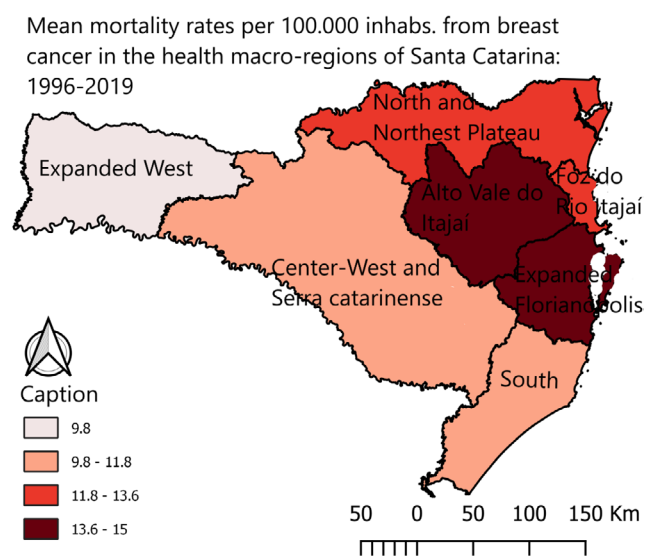 Mean mortality rates per 100.000 inhabs. from breast
cancer in the health macro-regions of Santa Catarina:
1996-2019
North and
Northest Plateau
Expanded West
Foz do
Rio Itajaí
Alto Vale do
Itajaí
Center-West and
Serra catarinense
Expanded
Florianópolis
South
Caption
9.8
9.8 - 11.8
11.8 - 13.6
13.6 - 15
50 0 50 100 150 Km